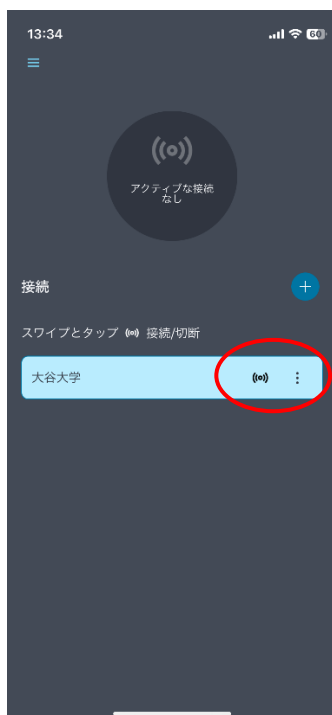 13:34
60
アクティブな接続
なし
接続
スワイプとタップ 接続/切断
大谷大学